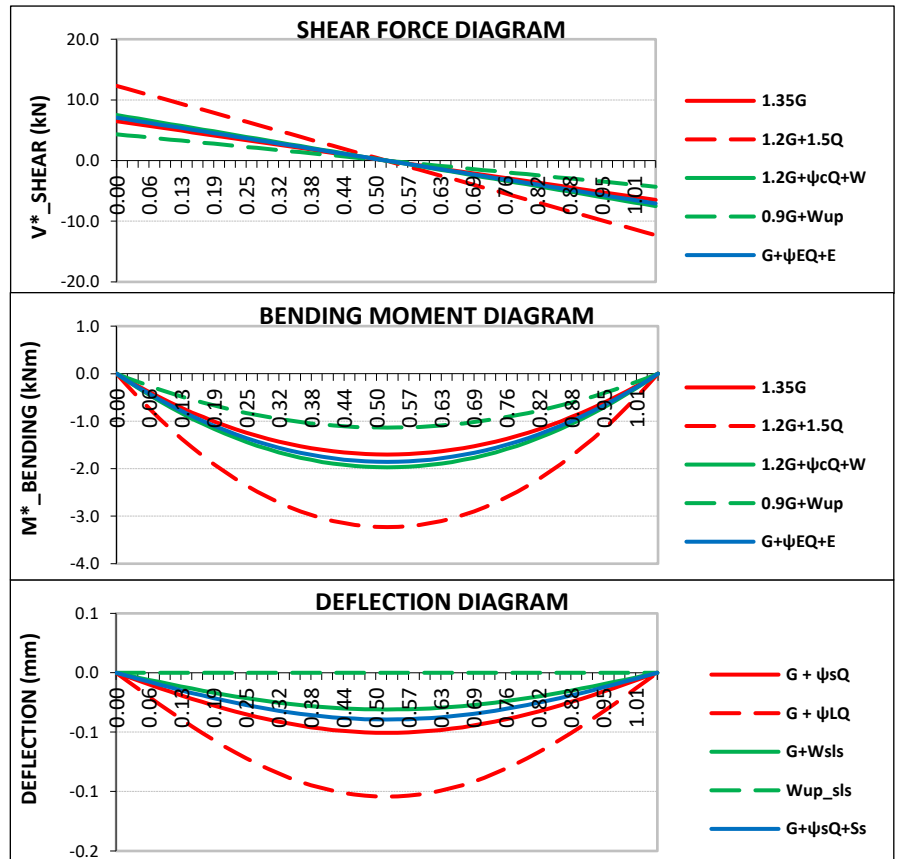 SHEAR FORCE DIAGRAM
V*_SHEAR (kN)
20.0
10.0
0.0
-10.0
-20.0
0.00 0.06 0.13 0.19 0.25 0.32 0.38 0.44 0.50 0.57 0.63 0.69 0.76 0.82 0.88 0.95 1.01
1.35G
1.2G+1.5Q
1.2G+ψcQ+W
0.9G+Wup
G+ψEQ+E
BENDING MOMENT DIAGRAM
M*_BENDING (kNm)
1.0
0.0
-1.0
-2.0
-3.0
-4.0
0.00 0.06 0.13 0.19 0.25 0.32 0.38 0.44 0.50 0.57 0.63 0.69 0.76 0.82 0.88 0.95 1.01
1.35G
1.2G+1.5Q
1.2G+ψcQ+W
0.9G+Wup
G+ψEQ+E
DEFLECTION DIAGRAM
DEFLECTION (mm)
0.1
0.0
-0.1
-0.1
-0.2
0.00 0.06 0.13 0.19 0.25 0.32 0.38 0.44 0.50 0.57 0.63 0.69 0.76 0.82 0.88 0.95 1.01
G + ψsQ
G + ψLQ
G+Wsls
Wup_sls
G+ψsQ+Ss